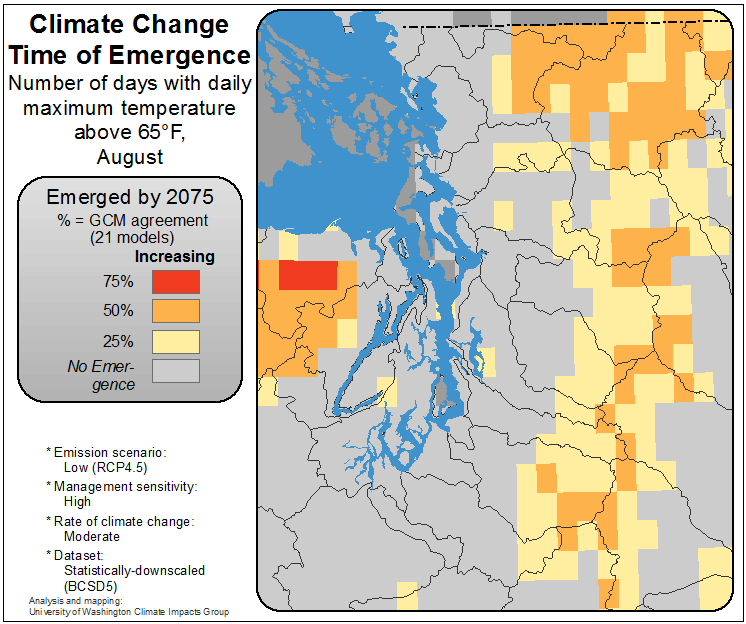 Climate Change
Time of Emergence
Number of days with daily
maximum temperature
above 65°F,
August
Emerged by 2075
% = GCM agreement
(21 models)
Increasing
75%
50%
25%
No Emer-
gence
* Emission scenario:
Low (RCP4.5)
* Management sensitivity:
High
* Rate of climate change:
Moderate
* Dataset:
Statistically-downscaled
(BCSD5)
Analysis and mapping:
University of Washington Climate Impacts Group